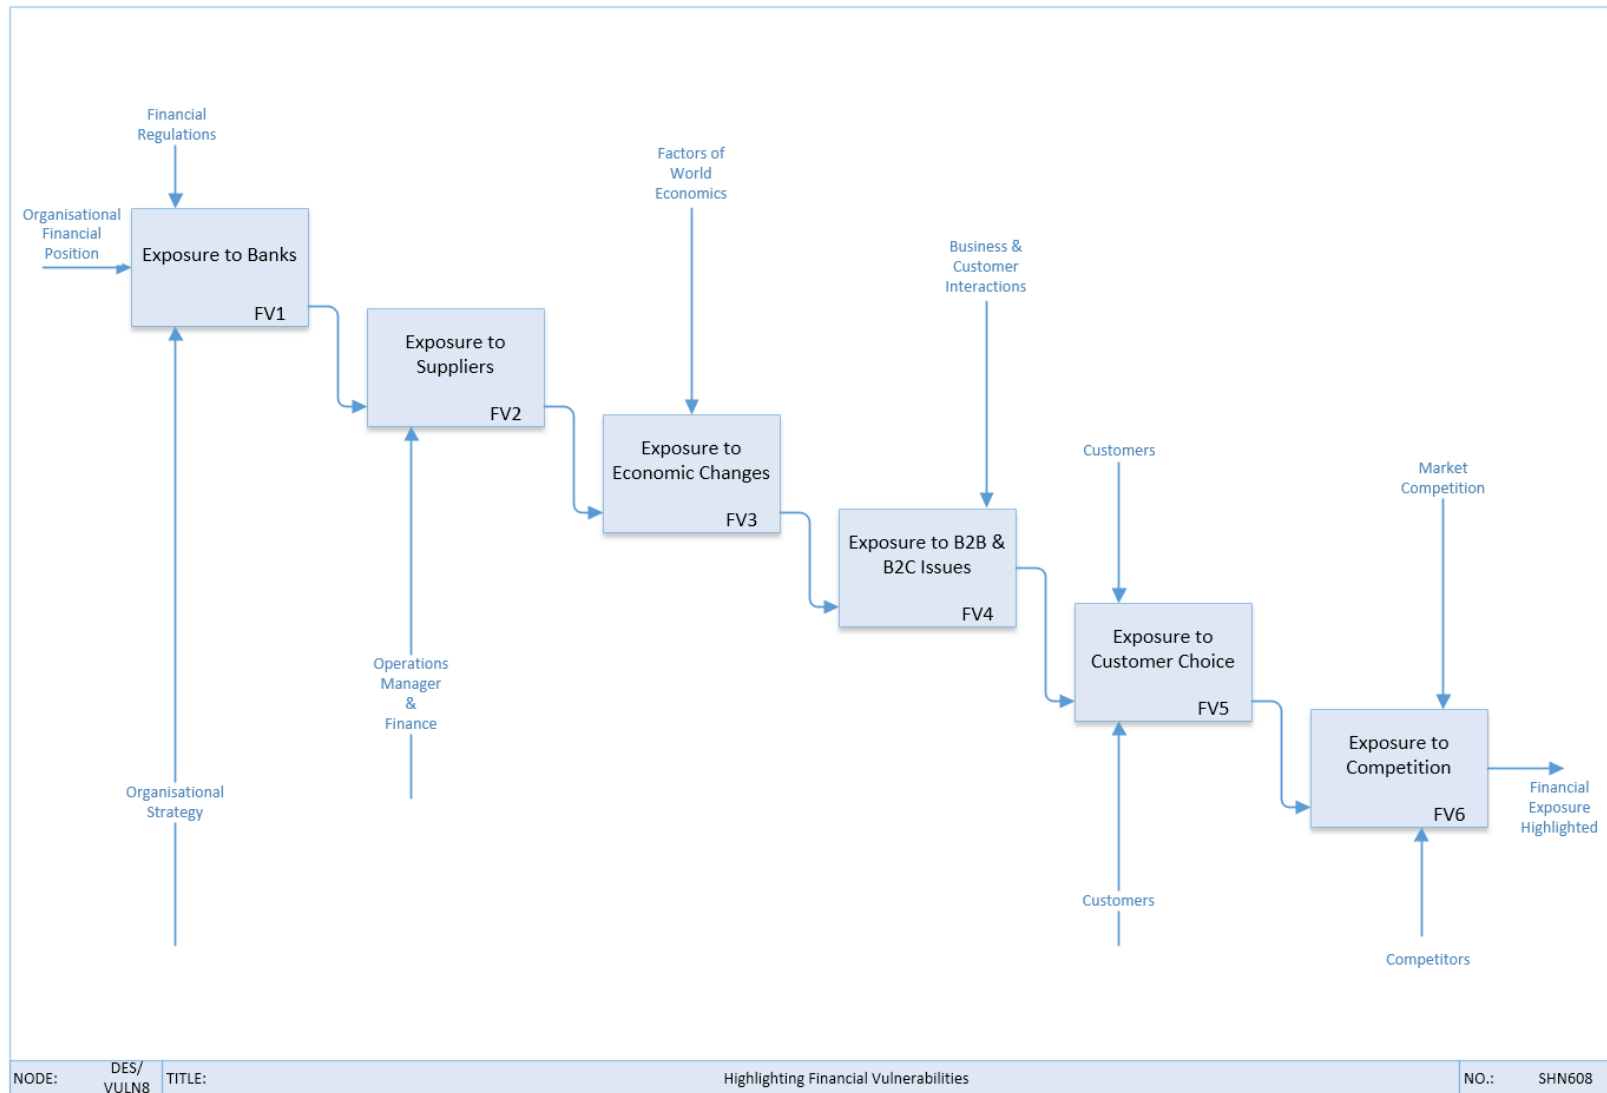 Financial
Regulations
Organisational
Financial
Position
Exposure to Banks
FV1
Exposure to
Suppliers
FV2
Factors of
World
Economics
Exposure to
Economic Changes
FV3
Business &
Customer
Interactions
Exposure to B2B &
B2C Issues
FV4
Customers
Exposure to
Customer Choice
FV5
Market
Competition
Exposure to
Competition
FV6
Financial
Exposure
Highlighted
Operations
Manager
&
Finance
Organisational
Strategy
Customers
Competitors
NODE:
DES/
VULN8
TITLE:
Highlighting Financial Vulnerabilities
NO.:
SHN608